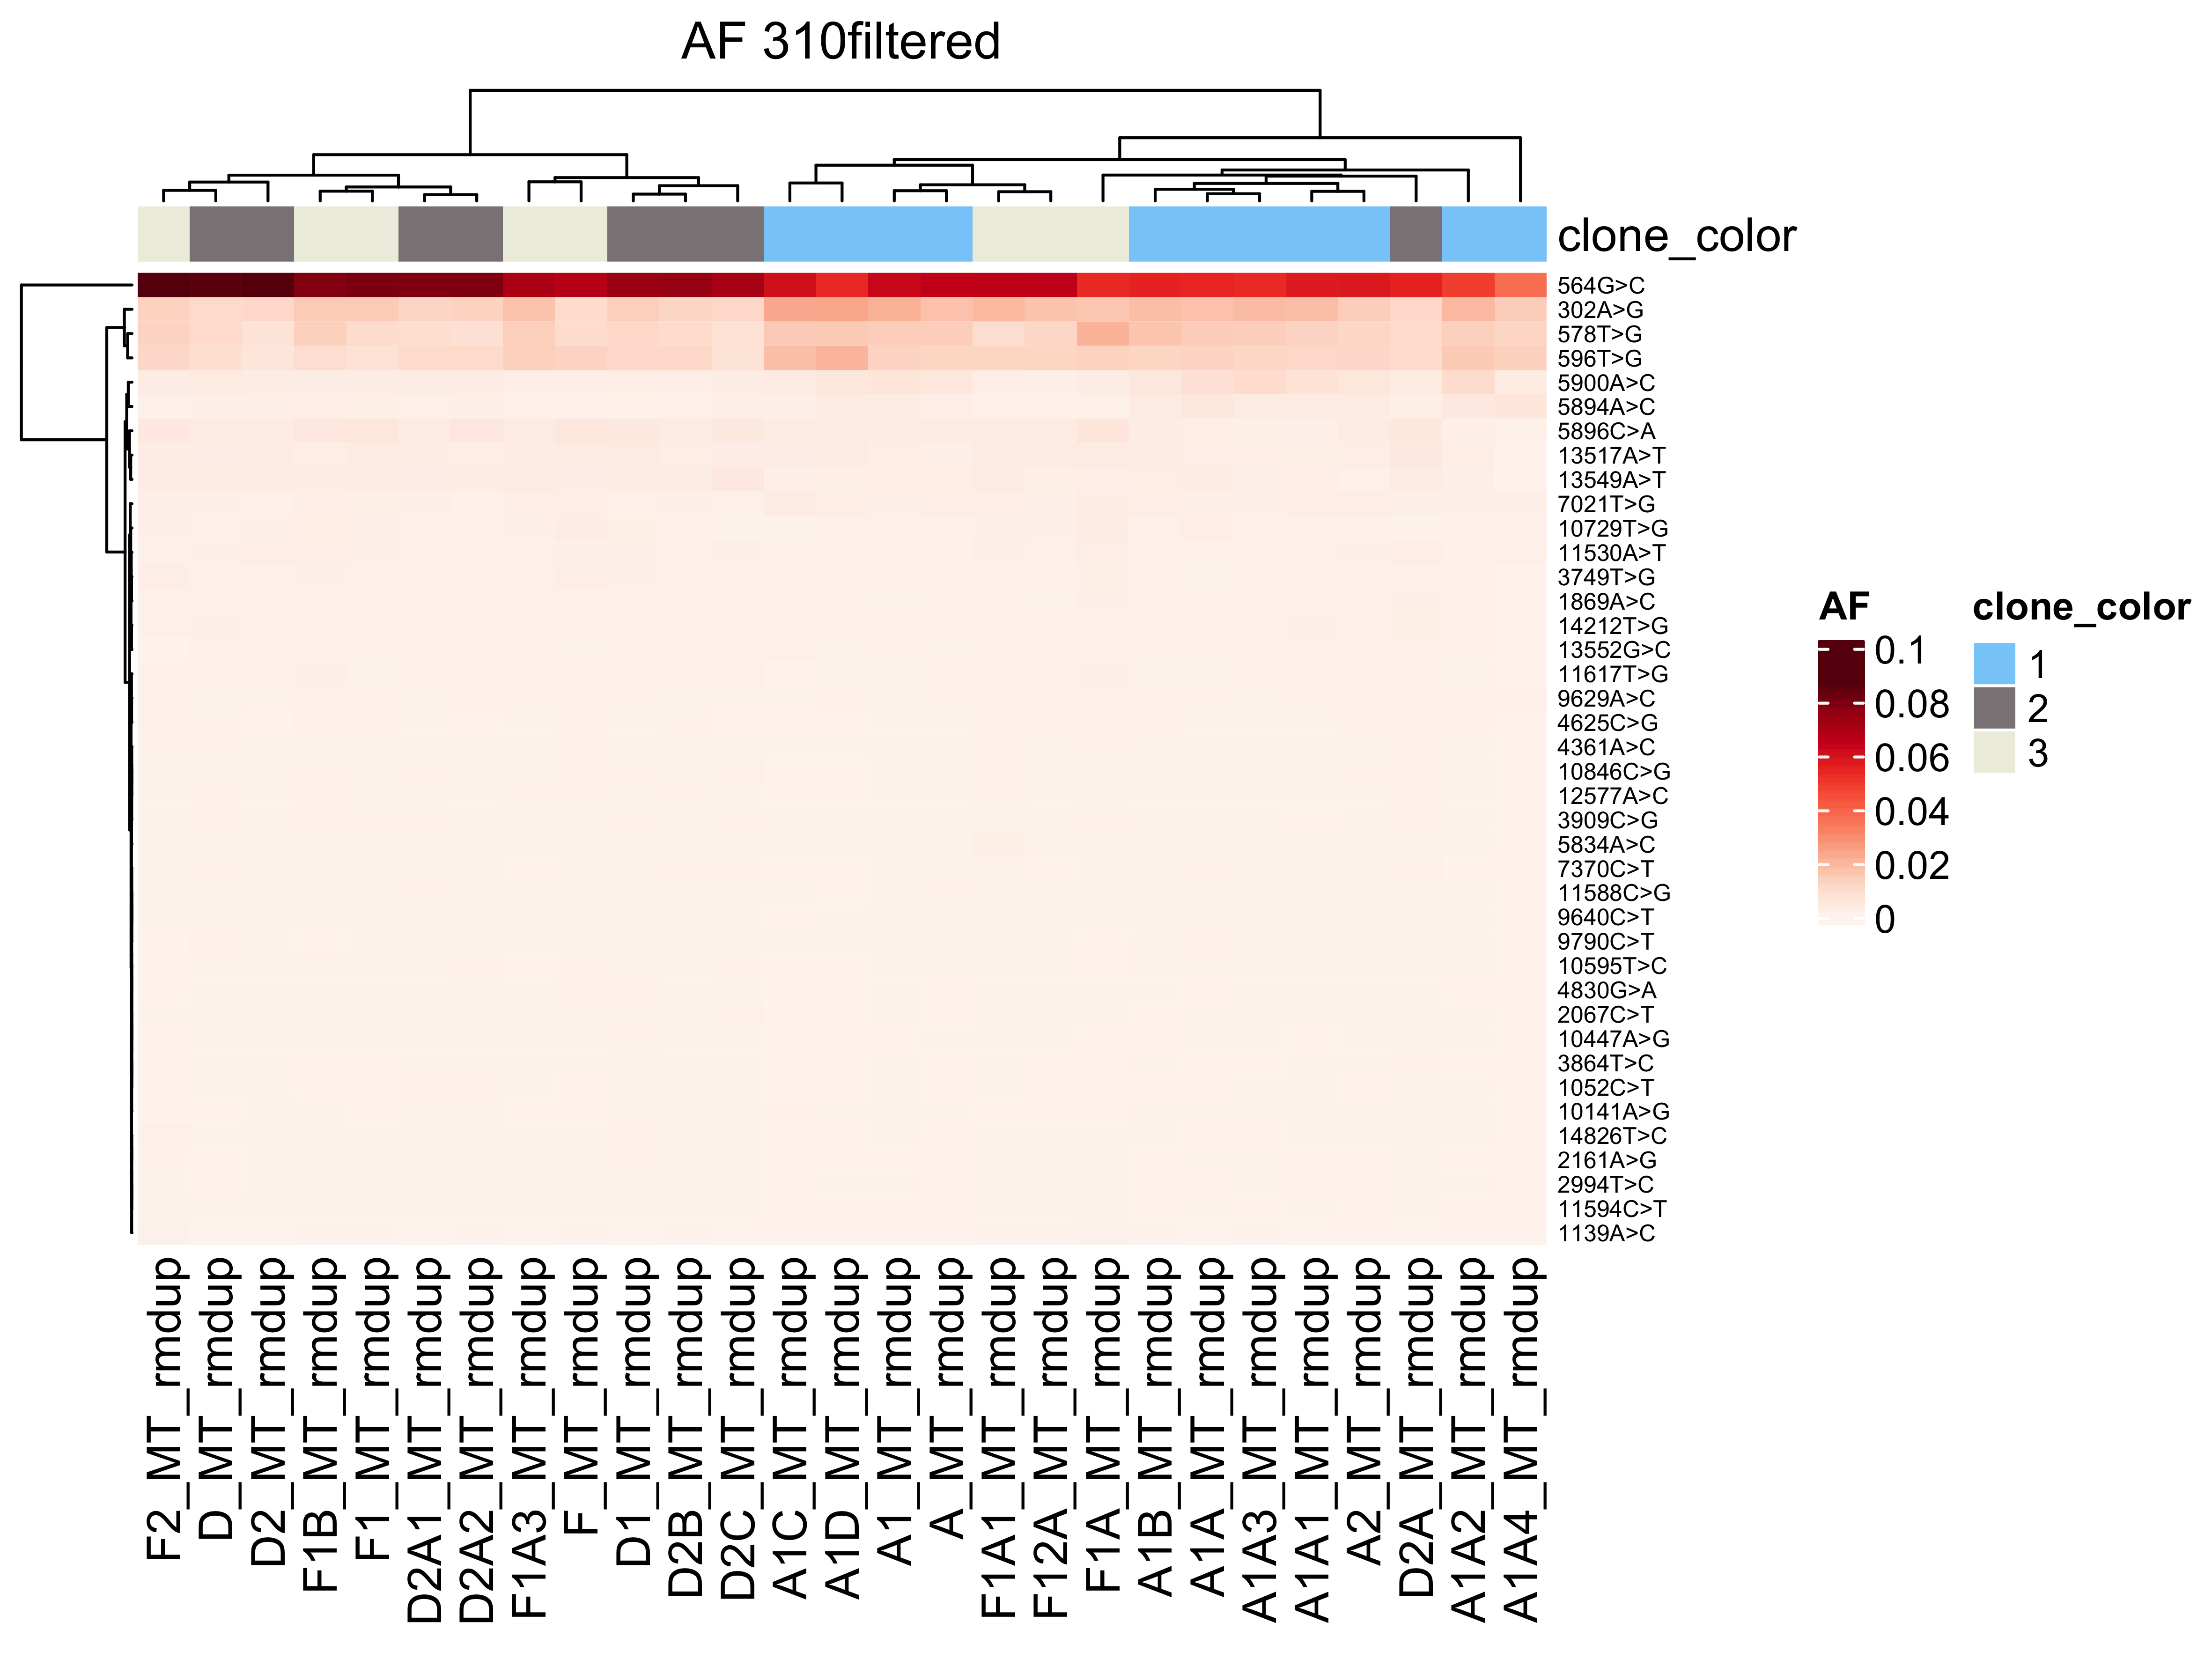 AF 310filtered
clone_color
564G>C
302A>G
578T>G
596T>G
5900A>C
5894A>C
5896C>A
13517A>T
13549A>T
7021T>G
10729T>G
11530A>T
3749T>G
1869A>C
14212T>G
13552G>C
11617T>G
9629A>C
4625C>G
4361A>C
10846C>G
12577A>C
3909C>G
5834A>C
7370C>T
11588C>G
9640C>T
9790C>T
10595T>C
4830G>A
2067C>T
10447A>G
3864T>C
1052C>T
10141A>G
14826T>C
2161A>G
2994T>C
11594C>T
1139A>C
F2_MT_rmdup
D_MT_rmdup
D2_MT_rmdup
F1B_MT_rmdup
F1_MT_rmdup
D2A1_MT_rmdup
D2A2_MT_rmdup
F1A3_MT_rmdup
F_MT_rmdup
D1_MT_rmdup
D2B_MT_rmdup
D2C_MT_rmdup
A1C_MT_rmdup
A1D_MT_rmdup
A1_MT_rmdup
A_MT_rmdup
F1A1_MT_rmdup
F12A_MT_rmdup
F1A_MT_rmdup
A1B_MT_rmdup
A1A_MT_rmdup
A1A3_MT_rmdup
A1A1_MT_rmdup
A2_MT_rmdup
D2A_MT_rmdup
A1A2_MT_rmdup
A1A4_MT_rmdup
AF
0.1
0.08
0.06
0.04
0.02
0
clone_color
1
2
3